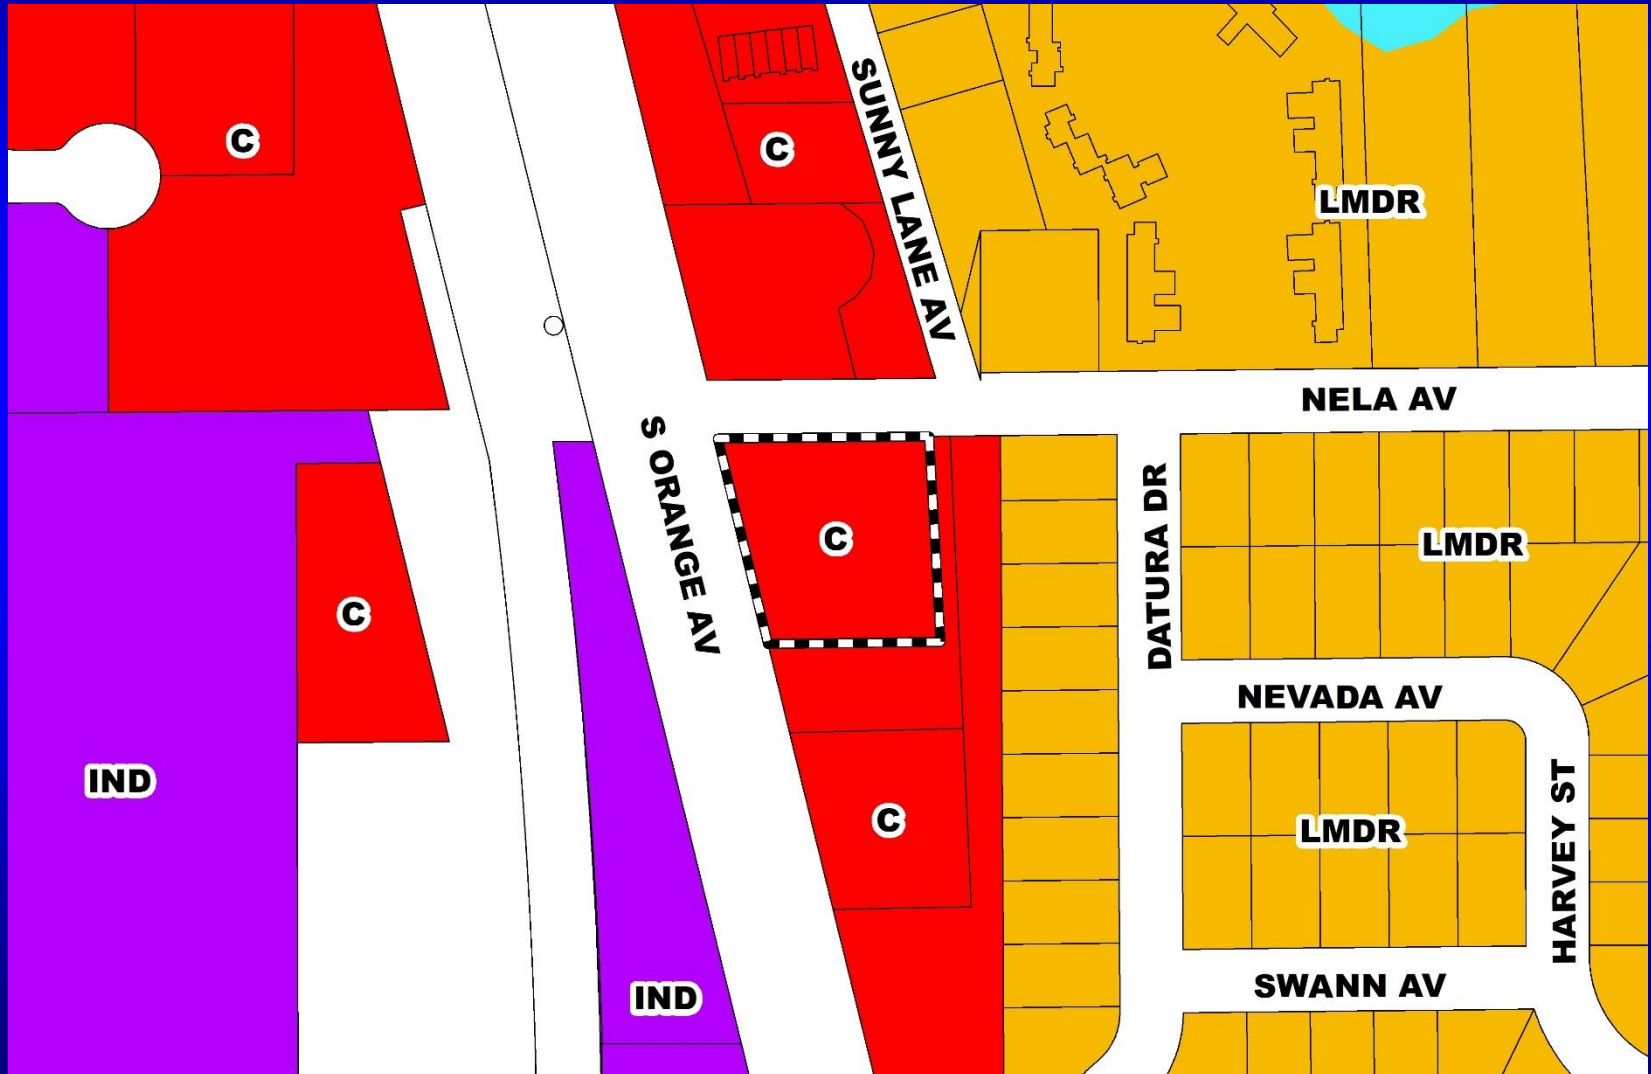 C
C
SUNNY LANE AV
LMDR
NELA AV
S ORANGE AV
C
DATURA DR
LMDR
C
NEVADA AV
IND
C
LMDR
HARVEY ST
IND
SWANN AV